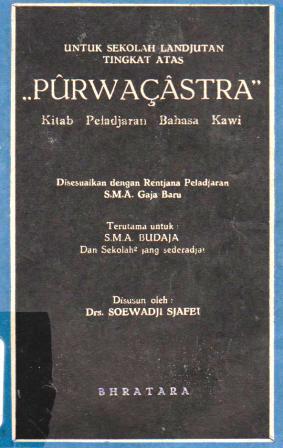 UNTUK SEKOLAH LANDJUTAN
TINGKAT ATAS
„PÛRWAÇÂSTRA”
Kitab Peladjaran Bahasa Kawi
Disesuaikan dengan Rentjana Peladjaran
S.M.A. Gaja Baru
Terutama untuk :
S.M.A. BUDAJA
Dan Sekolah² jang sederadjat
Disusun oleh :
Drs. SOEWADJI SJAFEI
BHRATARA